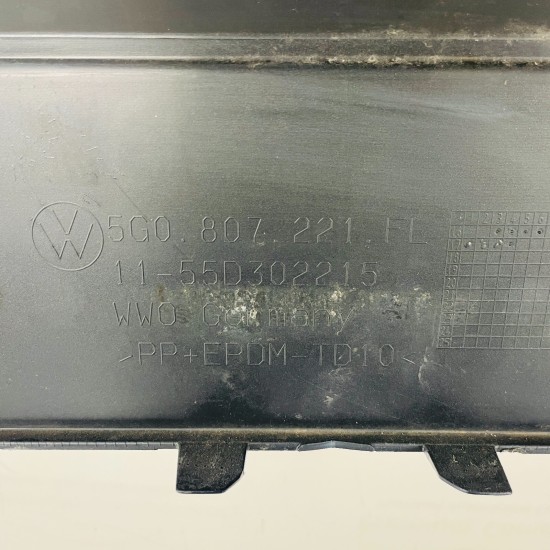 5G0.807.221.FL
11-55D302215
WWO Germany
>PP+EPDM-TD10<